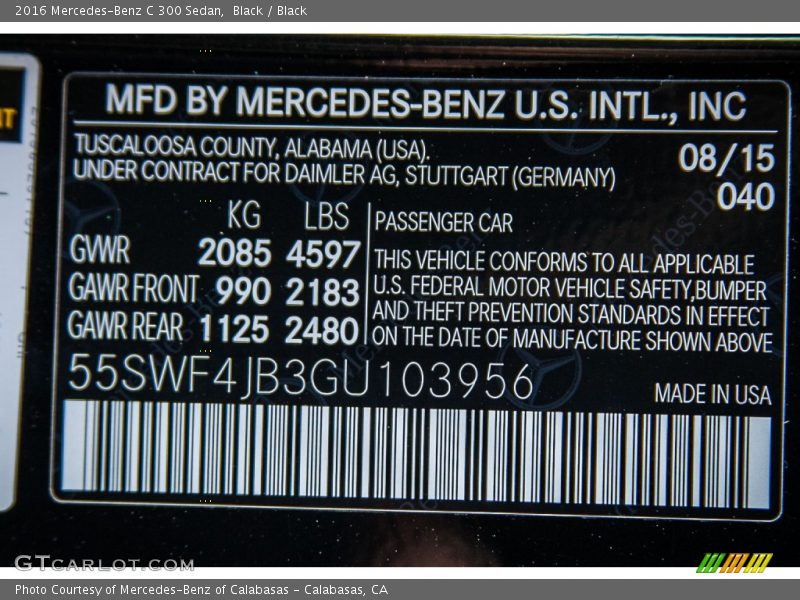 2016 Mercedes-Benz C 300 Sedan, Black / Black
MFD BY MERCEDES-BENZ U.S. INTL., INC
TUSCALOOSA COUNTY, ALABAMA (USA).
UNDER CONTRACT FOR DAIMLER AG, STUTTGART (GERMANY)
08/15
040
KG LBS
GWR 2085 4597
GAWR FRONT 990 2183
GAWR REAR 1125 2480
PASSENGER CAR
THIS VEHICLE CONFORMS TO ALL APPLICABLE
U.S. FEDERAL MOTOR VEHICLE SAFETY,BUMPER
AND THEFT PREVENTION STANDARDS IN EFFECT
ON THE DATE OF MANUFACTURE SHOWN ABOVE
55SWF4JB3GU103956
MADE IN USA
GTCARLOT.COM
Photo Courtesy of Mercedes-Benz of Calabasas - Calabasas, CA